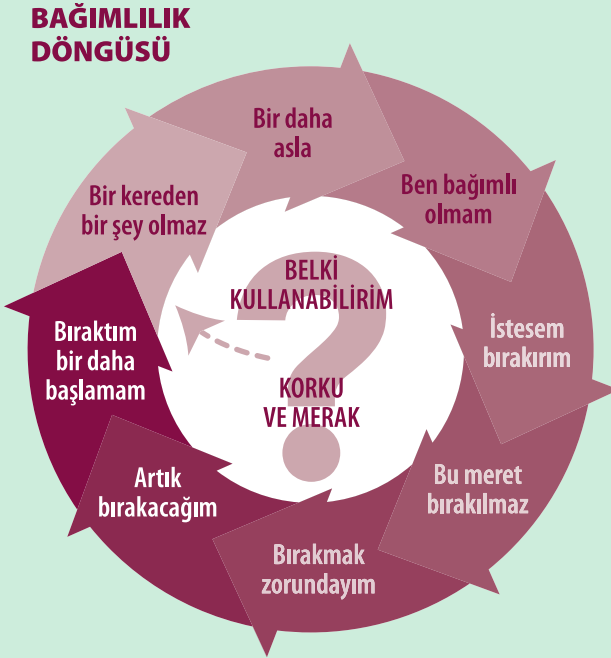 BAĞIMLILIK
DÖNGÜSÜ
BELKİ
KULLANABİLİRİM
KORKU
VE MERAK
?
Bir kereden
bir şey olmaz
Bir daha
asla
Ben bağımlı
olmam
İstesem
bırakırım
Bu meret
bırakılmaz
Bırakmak
zorundayım
Artık
bırakacağım
Bıraktım
bir daha
başlamam